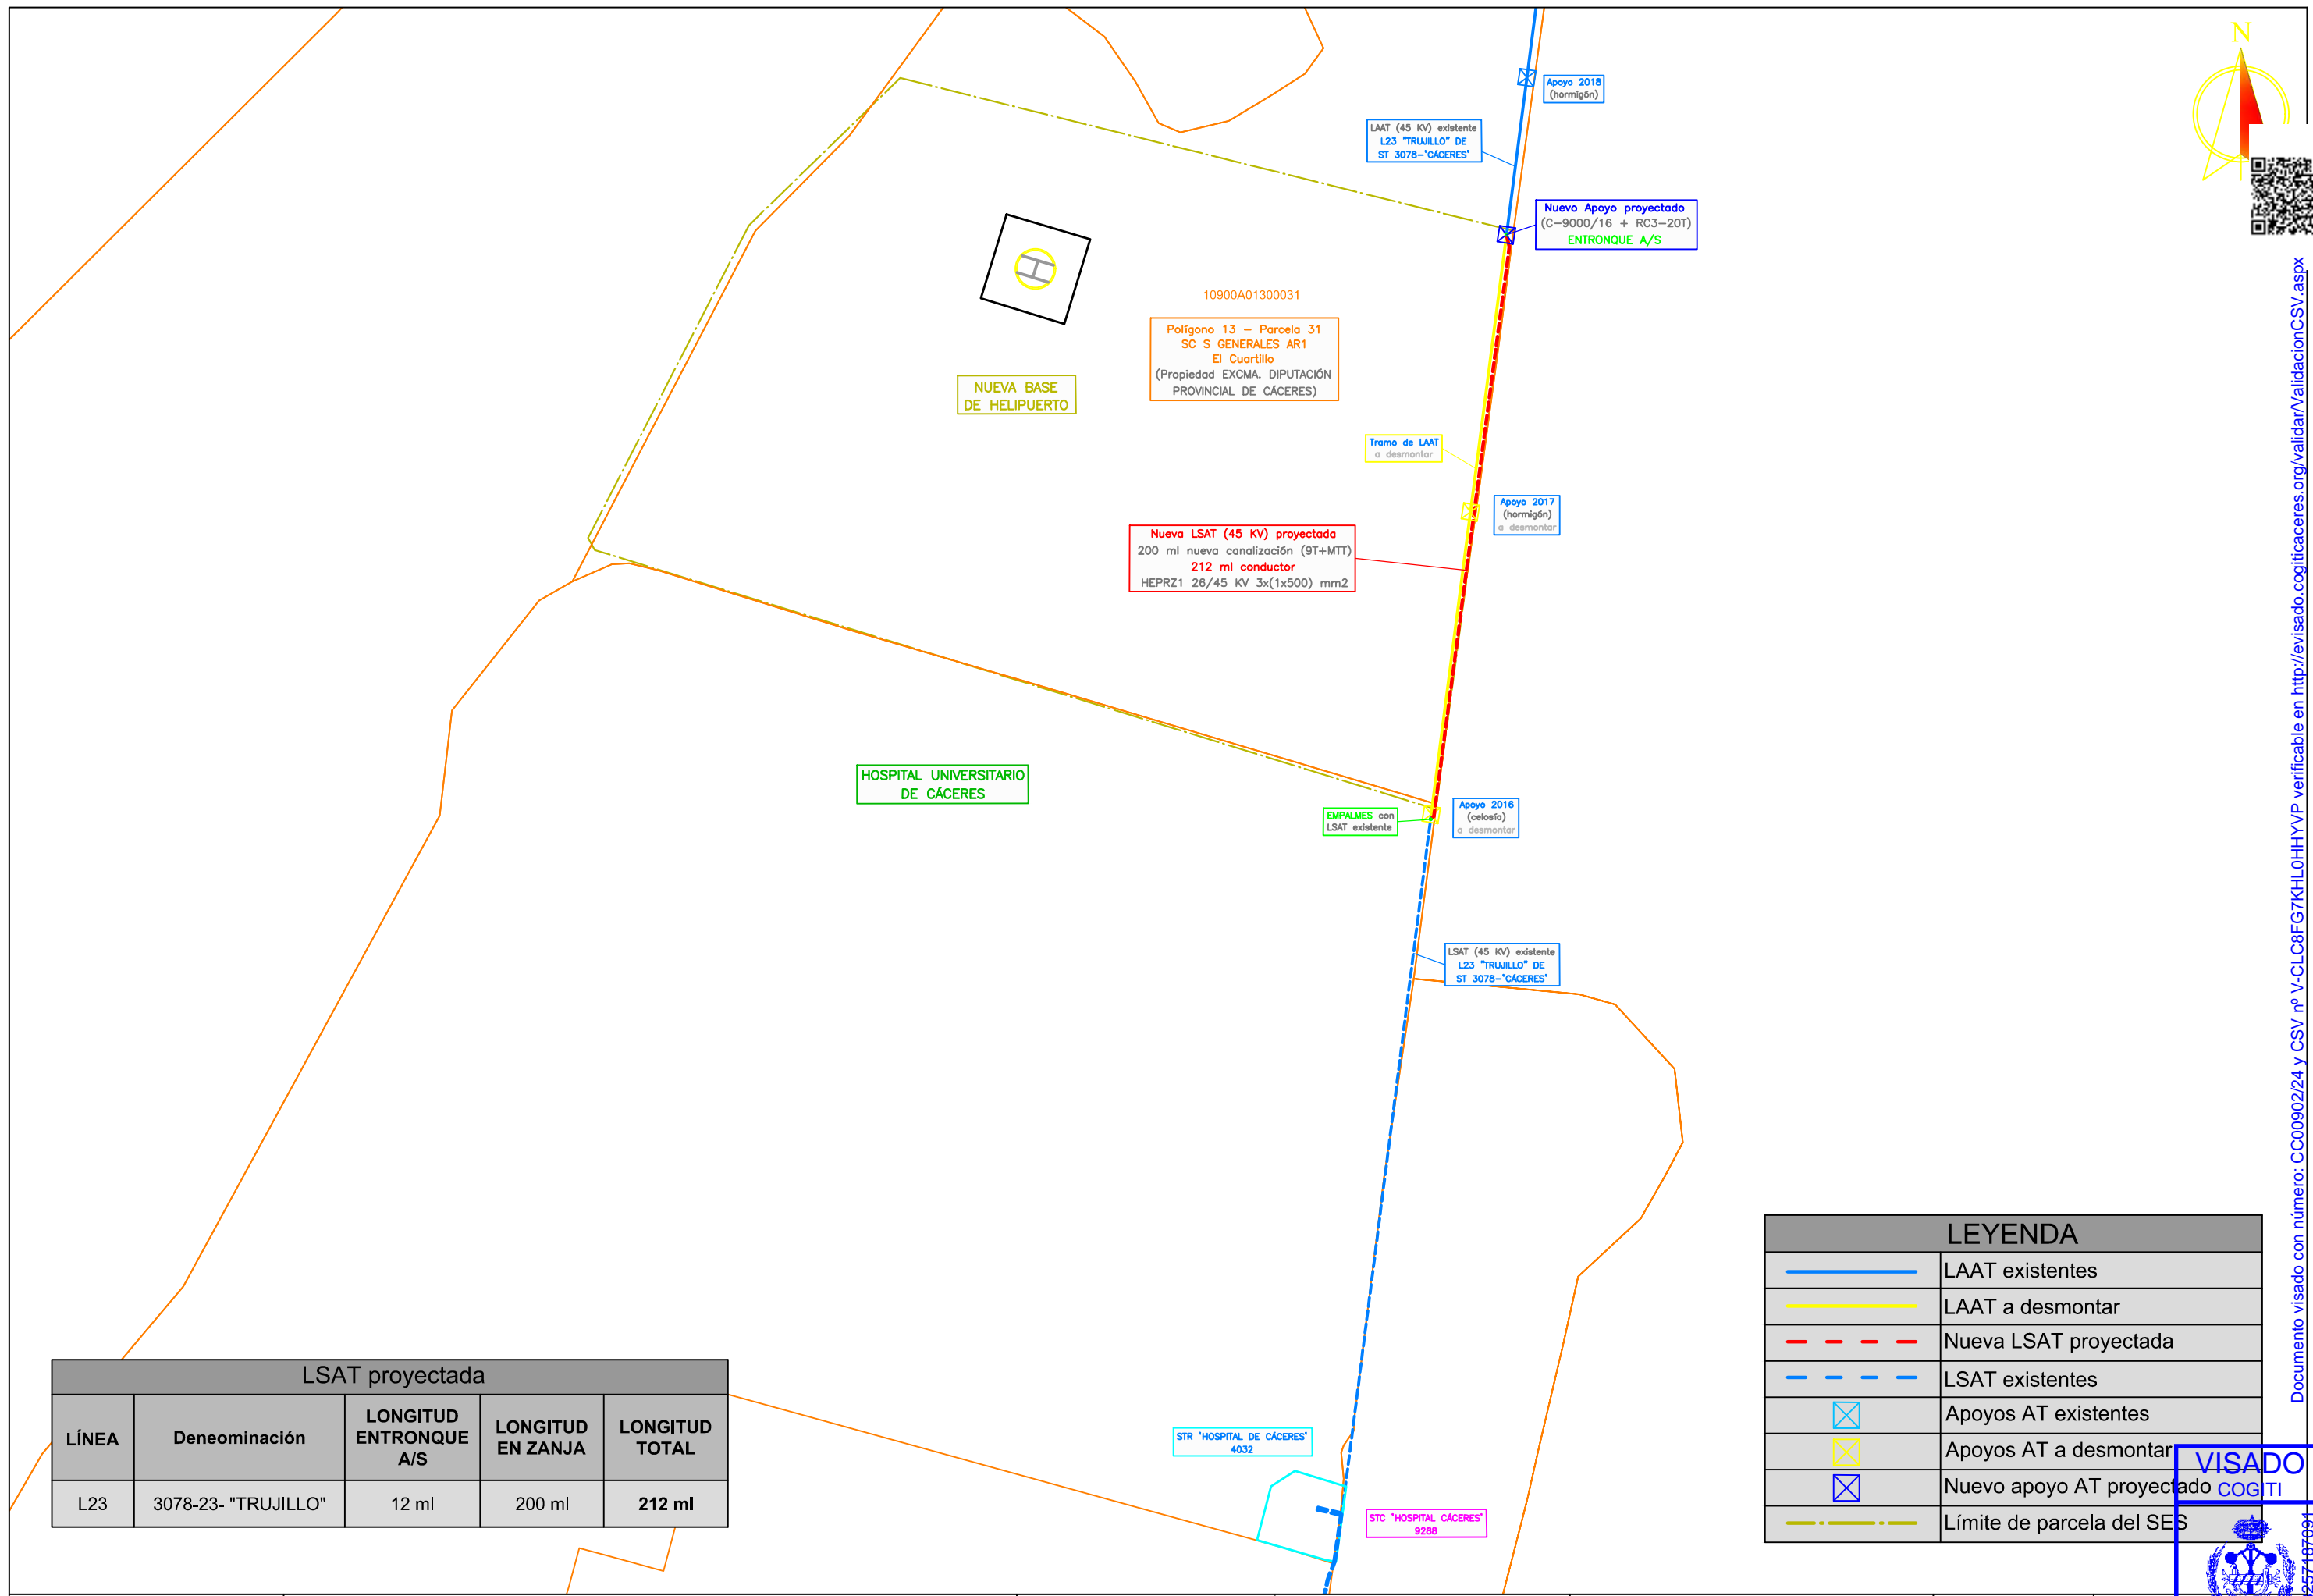 N
Apoyo 2018
(hormigón)
LAAT (45 KV) existente
L23 "TRUJILLO" DE
ST 3078-'CÁCERES'
Nuevo Apoyo proyectado
(C-9000/16 + RC3-20T)
ENTRONQUE A/S
10900A01300031
Polígono 13 - Parcela 31
SC S GENERALES AR1
El Cuartillo
(Propiedad EXCMA. DIPUTACIÓN
PROVINCIAL DE CÁCERES)
H
NUEVA BASE
DE HELIPUERTO
Tramo de LAAT
a desmontar
Apoyo 2017
(hormigón)
a desmontar
Nueva LSAT (45 KV) proyectada
200 ml nueva canalización (9T+MTT)
212 ml conductor
HEPRZ1 26/45 KV 3x(1x500) mm2
HOSPITAL UNIVERSITARIO
DE CÁCERES
EMPALMES con
LSAT existente
Apoyo 2016
(celosía)
a desmontar
LSAT (45 KV) existente
L23 "TRUJILLO" DE
ST 3078-'CÁCERES'
STR 'HOSPITAL DE CÁCERES'
4032
STC 'HOSPITAL CÁCERES'
9288
LSAT proyectada
LÍNEA
Deneominación
LONGITUD
ENTRONQUE
A/S
LONGITUD
EN ZANJA
LONGITUD
TOTAL
L23
3078-23- "TRUJILLO"
12 ml
200 ml
212 ml
LEYENDA
LAAT existentes
LAAT a desmontar
Nueva LSAT proyectada
LSAT existentes
Apoyos AT existentes
Apoyos AT a desmontar
Nuevo apoyo AT proyectado
Límite de parcela del SES
Documento visado con número: CC00902/24 y CSV nº V-CLC8FG7KHL0HHYVP verificable en http://evisado.cogiticaceres.org/validar/ValidacionCSV.aspx
VISADO
COGITI
257187091